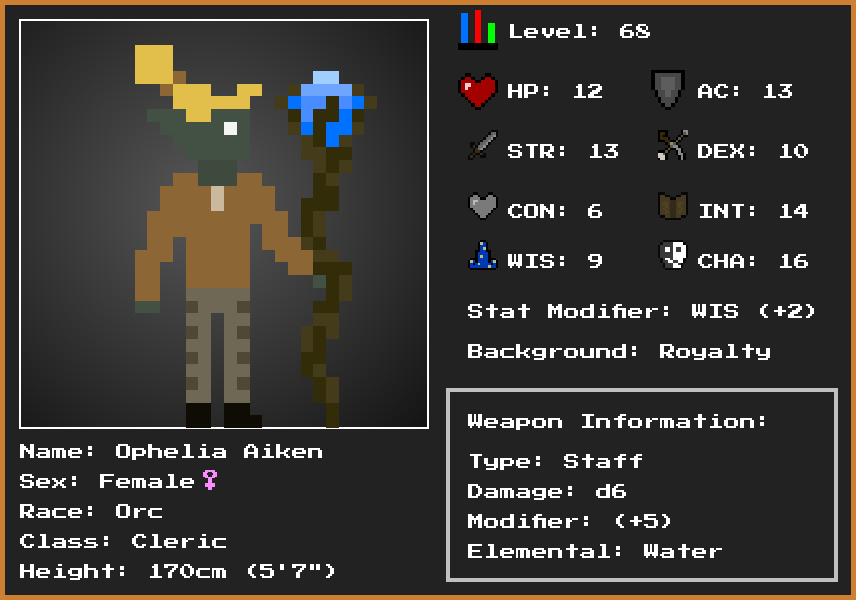 Level: 68
HP: 12
AC: 13
STR: 13
DEX: 10
CON: 6
INT: 14
WIS: 9
CHA: 16
Stat Modifier: WIS (+2)
Background: Royalty
Weapon Information:
Type: Staff
Damage: d6
Modifier: (+5)
Elemental: Water
Name: Ophelia Aiken
Sex: Female♀
Race: Orc
Class: Cleric
Height: 170cm (5'7")